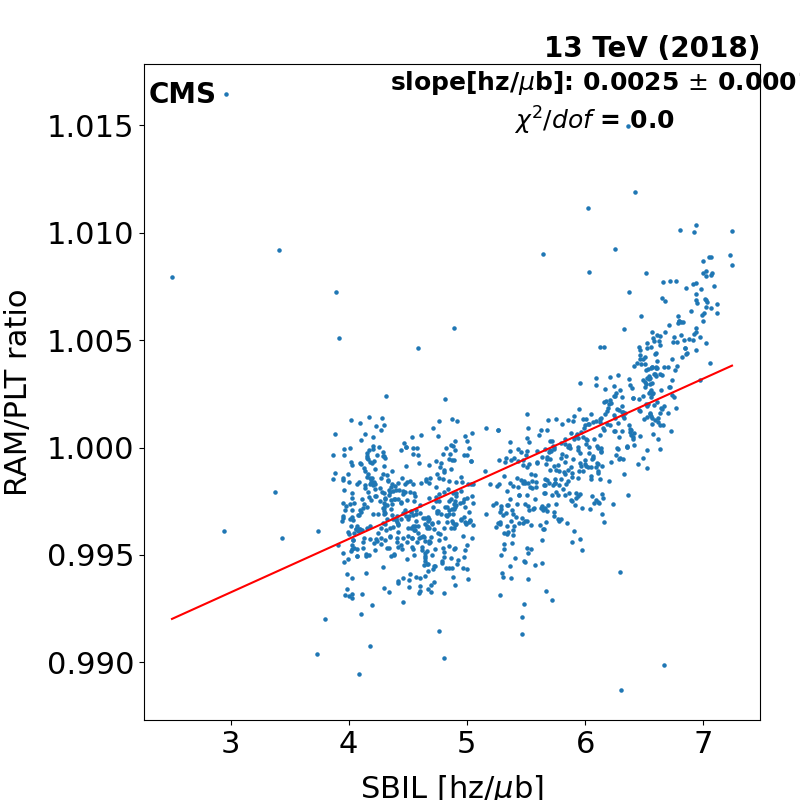 13 TeV (2018)
CMS
slope[hz/μb]: 0.0025 ± 0.000
χ²/dof = 0.0
1.015
1.010
1.005
1.000
0.995
0.990
RAM/PLT ratio
3 4 5 6 7
SBIL [hz/μb]